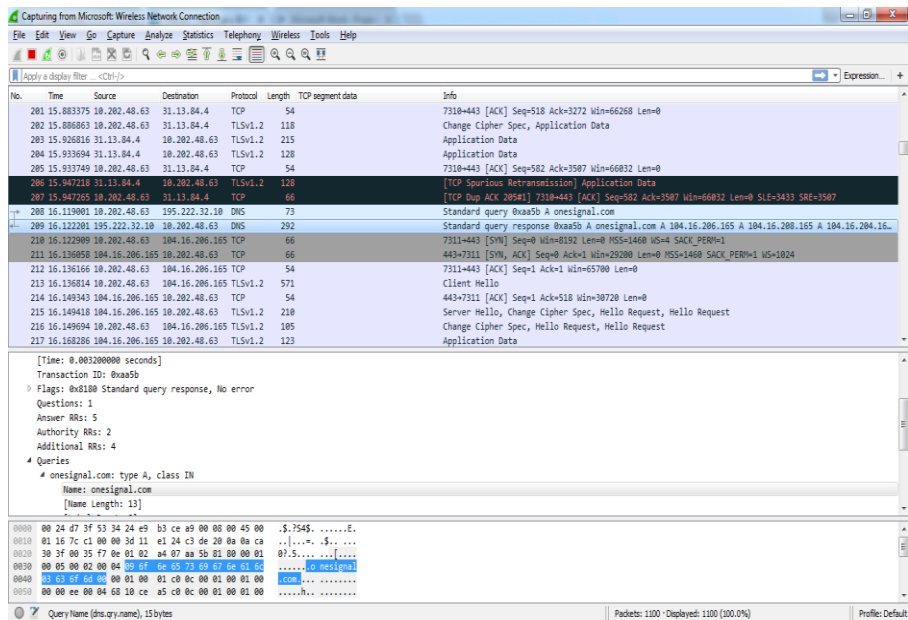 Capturing from Microsoft: Wireless Network Connection
File Edit View Go Capture Analyze Statistics Telephony Wireless Tools Help
Apply a display filter ... <Ctrl-/> Expression... +
No. Time Source Destination Protocol Length TCP segment data Info
201 15.883375 10.202.48.63 31.13.84.4 TCP 54 7310→443 [ACK] Seq=518 Ack=3272 Win=66268 Len=0
202 15.886863 10.202.48.63 31.13.84.4 TLSv1.2 118 Change Cipher Spec, Application Data
203 15.926816 31.13.84.4 10.202.48.63 TLSv1.2 215 Application Data
204 15.933694 31.13.84.4 10.202.48.63 TLSv1.2 128 Application Data
205 15.933749 10.202.48.63 31.13.84.4 TCP 54 7310→443 [ACK] Seq=582 Ack=3507 Win=66032 Len=0
206 15.947218 31.13.84.4 10.202.48.63 TLSv1.2 128 [TCP Spurious Retransmission] Application Data
207 15.947265 10.202.48.63 31.13.84.4 TCP 66 [TCP Dup ACK 205#1] 7310→443 [ACK] Seq=582 Ack=3507 Win=66032 Len=0 SLE=3433 SRE=3507
208 16.119001 10.202.48.63 195.222.32.10 DNS 73 Standard query 0xaa5b A onesignal.com
209 16.122201 195.222.32.10 10.202.48.63 DNS 292 Standard query response 0xaa5b A onesignal.com A 104.16.206.165 A 104.16.208.165 A 104.16.204.16...
210 16.122909 10.202.48.63 104.16.206.165 TCP 66 7311→443 [SYN] Seq=0 Win=8192 Len=0 MSS=1460 WS=4 SACK_PERM=1
211 16.136058 104.16.206.165 10.202.48.63 TCP 66 443→7311 [SYN, ACK] Seq=0 Ack=1 Win=29200 Len=0 MSS=1460 SACK_PERM=1 WS=1024
212 16.136166 10.202.48.63 104.16.206.165 TCP 54 7311→443 [ACK] Seq=1 Ack=1 Win=65700 Len=0
213 16.136814 10.202.48.63 104.16.206.165 TLSv1.2 571 Client Hello
214 16.149343 104.16.206.165 10.202.48.63 TCP 54 443→7311 [ACK] Seq=1 Ack=518 Win=30720 Len=0
215 16.149418 104.16.206.165 10.202.48.63 TLSv1.2 210 Server Hello, Change Cipher Spec, Hello Request, Hello Request
216 16.149694 10.202.48.63 104.16.206.165 TLSv1.2 105 Change Cipher Spec, Hello Request, Hello Request
217 16.168286 104.16.206.165 10.202.48.63 TLSv1.2 123 Application Data
[Time: 0.003200000 seconds]
Transaction ID: 0xaa5b
Flags: 0x8180 Standard query response, No error
Questions: 1
Answer RRs: 5
Authority RRs: 2
Additional RRs: 4
Queries
onesignal.com: type A, class IN
Name: onesignal.com
[Name Length: 13]
0000 00 24 d7 3f 53 34 24 e9 b3 ce a9 00 08 00 45 00 .$.?S4$. ......E.
0010 01 16 7c c1 00 00 3d 11 e1 24 c3 de 20 0a 0a ca ..|...=. .$.. ...
0020 30 3f 00 35 f7 0e 01 02 a4 07 aa 5b 81 80 00 01 0?.5.... ...[....
0030 00 05 00 02 00 04 09 6f 6e 65 73 69 67 6e 61 6c .......o nesignal
0040 03 63 6f 6d 00 00 01 00 01 c0 0c 00 01 00 01 00 .com.... ........
0050 00 00 ee 00 04 68 10 ce a5 c0 0c 00 01 00 01 00 .....h.. ........
Query Name (dns.qry.name), 15 bytes Packets: 1100 · Displayed: 1100 (100.0%) Profile: Default